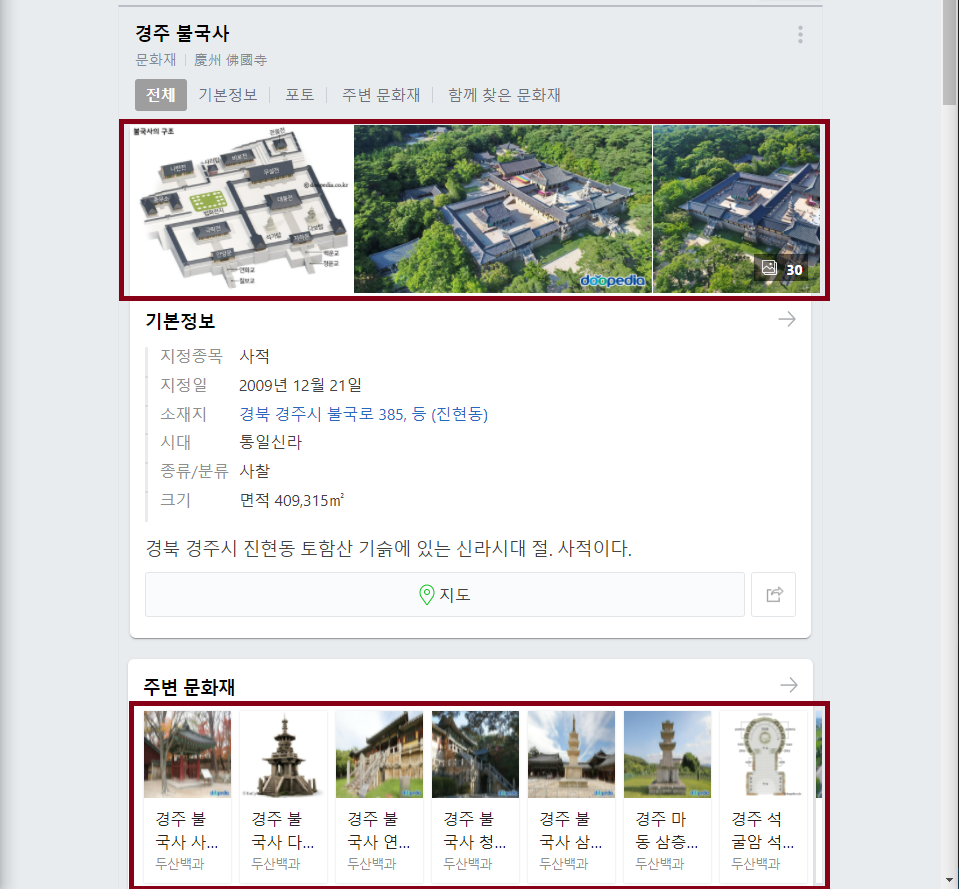 경주 불국사
문화재 | 慶州 佛國寺
전체 기본정보 포토 주변 문화재 함께 찾은 문화재
불국사의 구조
관음전
비로전
나한전
무설전
©doopedia.co.kr
대웅전
극락전
다보탑
석가탑
자하문
안양문
백운교
청운교
연화교
칠보교
doopedia
30
기본정보
지정종목 사적
지정일 2009년 12월 21일
소재지 경북 경주시 불국로 385, 등 (진현동)
시대 통일신라
종류/분류 사찰
크기 면적 409,315㎡
경북 경주시 진현동 토함산 기슭에 있는 신라시대 절. 사적이다.
지도
주변 문화재
경주 불
국사 사...
두산백과
경주 불
국사 다...
두산백과
경주 불
국사 연...
두산백과
경주 불
국사 청...
두산백과
경주 불
국사 삼...
두산백과
경주 마
동 삼층...
두산백과
경주 석
굴암 석...
두산백과